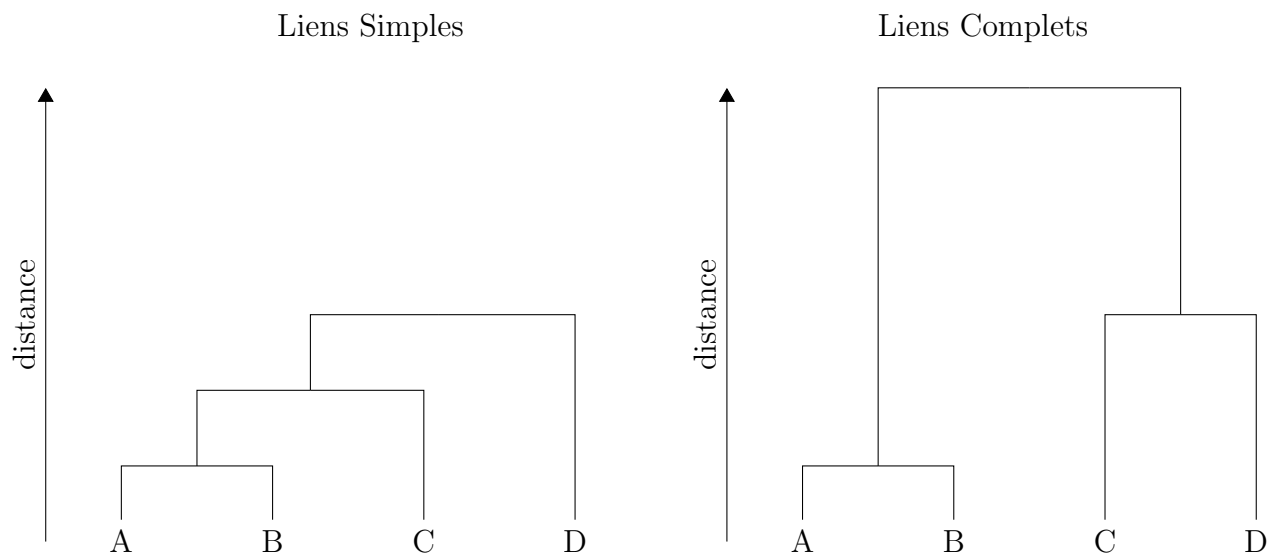 Liens Simples
distance
A B C D
Liens Complets
distance
A B C D